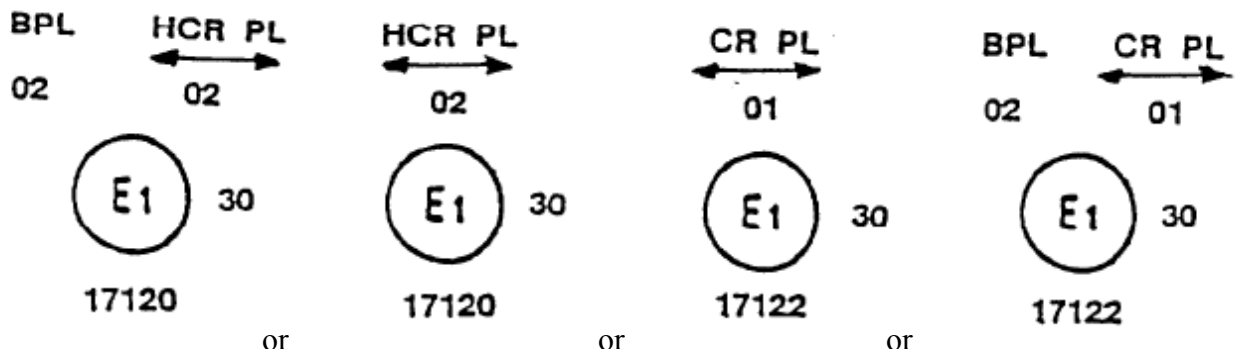 BPL HCR PL
02 02
E1 30
17120
or
HCR PL
02
E1 30
17120
or
CR PL
01
E1 30
17122
or
BPL CR PL
02 01
E1 30
17122